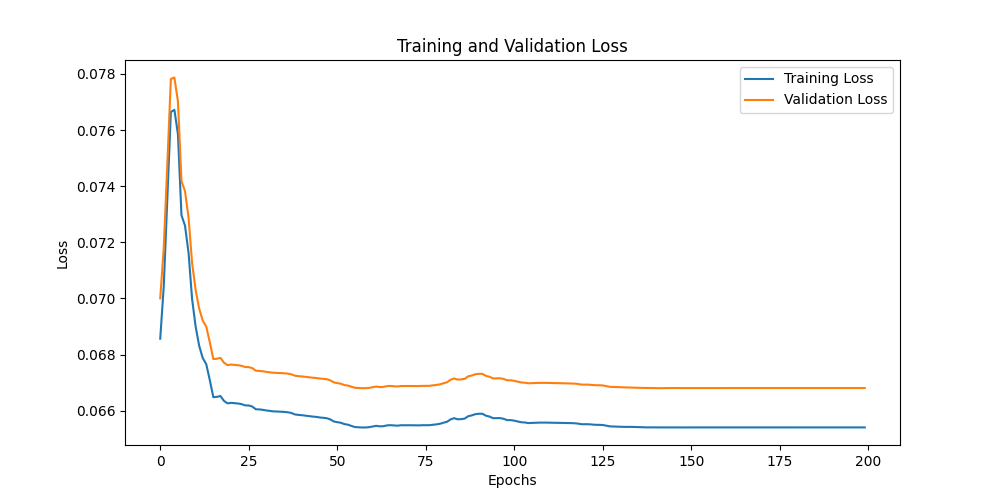 Training and Validation Loss
Training Loss
Validation Loss
Loss
0.078
0.076
0.074
0.072
0.070
0.068
0.066
0 25 50 75 100 125 150 175 200
Epochs